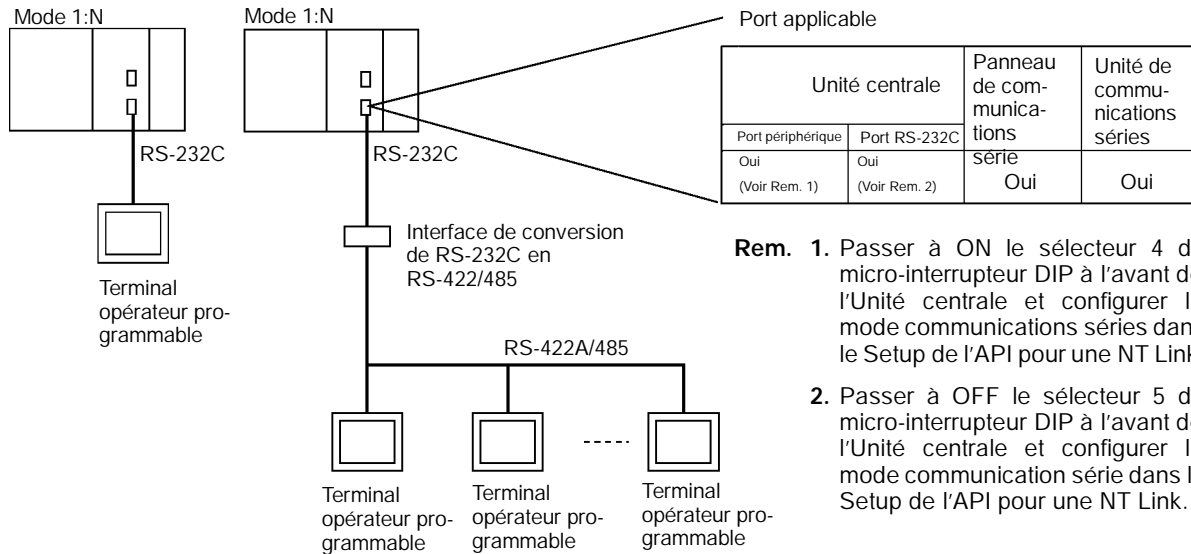 Mode 1:N
Mode 1:N
Port applicable
Unité centrale
Panneau
de com-
munica-
tions
série
Unité de
commu-
nications
séries
Port périphérique
Port RS-232C
Oui
(Voir Rem. 1)
Oui
(Voir Rem. 2)
Oui
Oui
RS-232C
RS-232C
Terminal
opérateur pro-
grammable
Interface de conversion
de RS-232C en
RS-422/485
RS-422A/485
Terminal
opérateur pro-
grammable
Terminal
opérateur pro-
grammable
Terminal
opérateur pro-
grammable
Rem. 1. Passer à ON le sélecteur 4 d
micro-interrupteur DIP à l'avant de
l'Unité centrale et configurer l
mode communications séries dan
le Setup de l'API pour une NT Link
2. Passer à OFF le sélecteur 5 d
micro-interrupteur DIP à l'avant de
l'Unité centrale et configurer l
mode communication série dans l
Setup de l'API pour une NT Link.